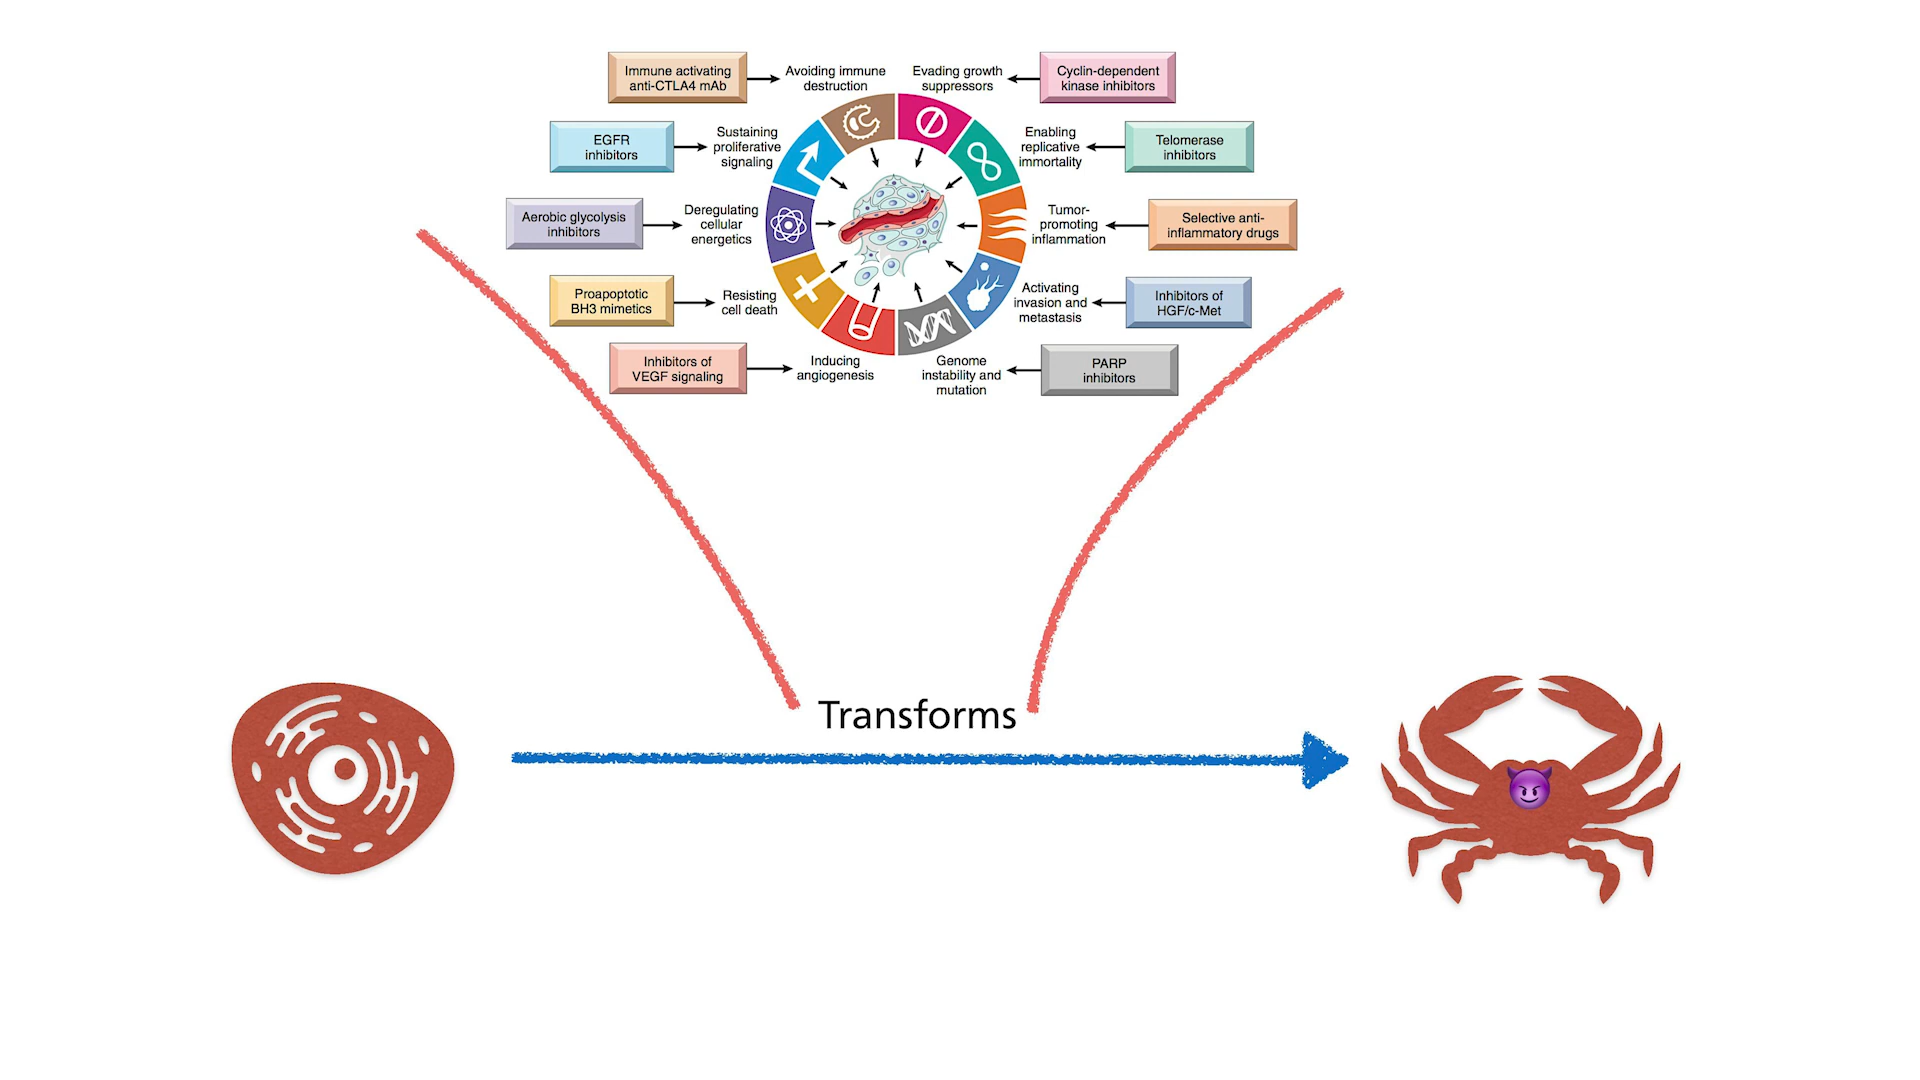 Immune activating
anti-CTLA4 mAb
Avoiding immune
destruction
Evading growth
suppressors
Cyclin-dependent
kinase inhibitors
EGFR
inhibitors
Sustaining
proliferative
signaling
Enabling
replicative
immortality
Telomerase
inhibitors
Aerobic glycolysis
inhibitors
Deregulating
cellular
energetics
Tumor-
promoting
inflammation
Selective anti-
inflammatory drugs
Proapoptotic
BH3 mimetics
Resisting
cell death
Activating
invasion and
metastasis
Inhibitors of
HGF/c-Met
Inhibitors of
VEGF signaling
Inducing
angiogenesis
Genome
instability and
mutation
PARP
inhibitors
Transforms